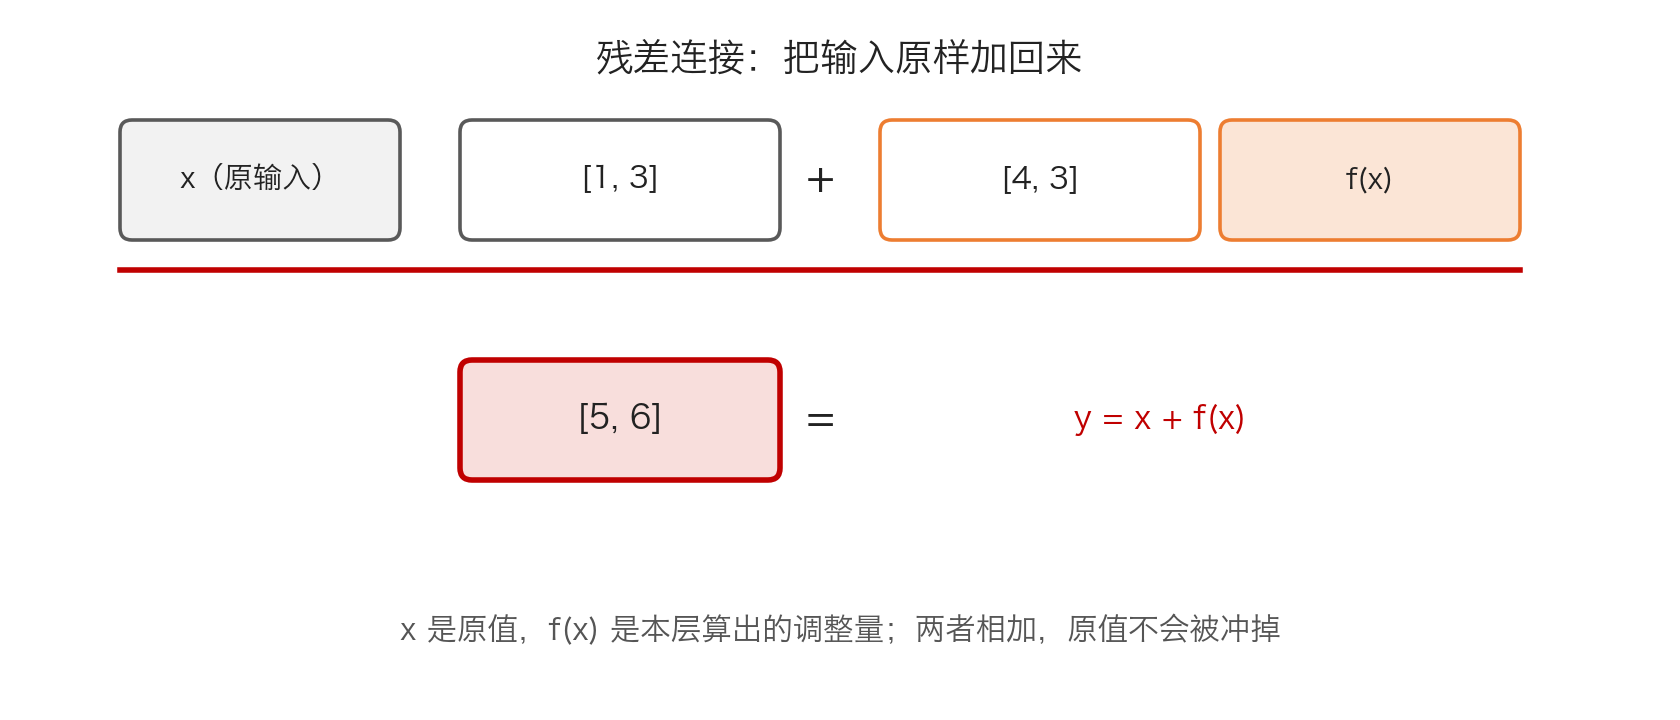 残差连接：把输入原样加回来
x（原输入） [1, 3] + [4, 3] f(x)
[5, 6] = y = x + f(x)
x 是原值，f(x) 是本层算出的调整量；两者相加，原值不会被冲掉